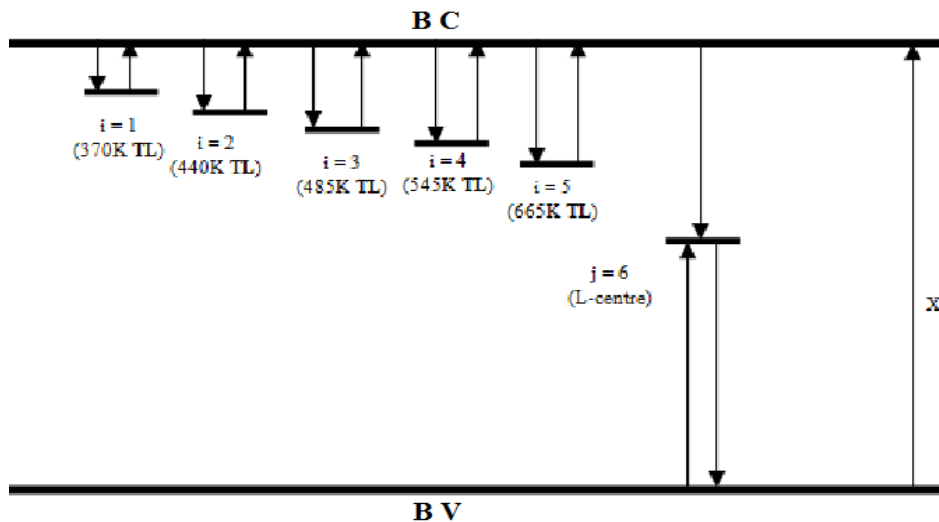 B C
i = 1
(370K TL)
i = 2
(440K TL)
i = 3
(485K TL)
i = 4
(545K TL)
i = 5
(665K TL)
j = 6
(L-centre)
X
B V